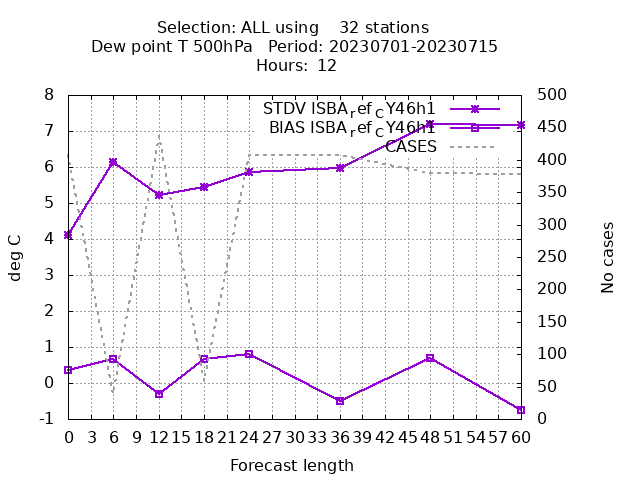 Selection: ALL using 32 stations
Dew point T 500hPa Period: 20230701-20230715
Hours: 12
STDV ISBA_ref_CY46h1
BIAS ISBA_ref_CY46h1
CASES
deg C
No cases
8
7
6
5
4
3
2
1
0
-1
500
450
400
350
300
250
200
150
100
50
0
0 3 6 9 12 15 18 21 24 27 30 33 36 39 42 45 48 51 54 57 60
Forecast length